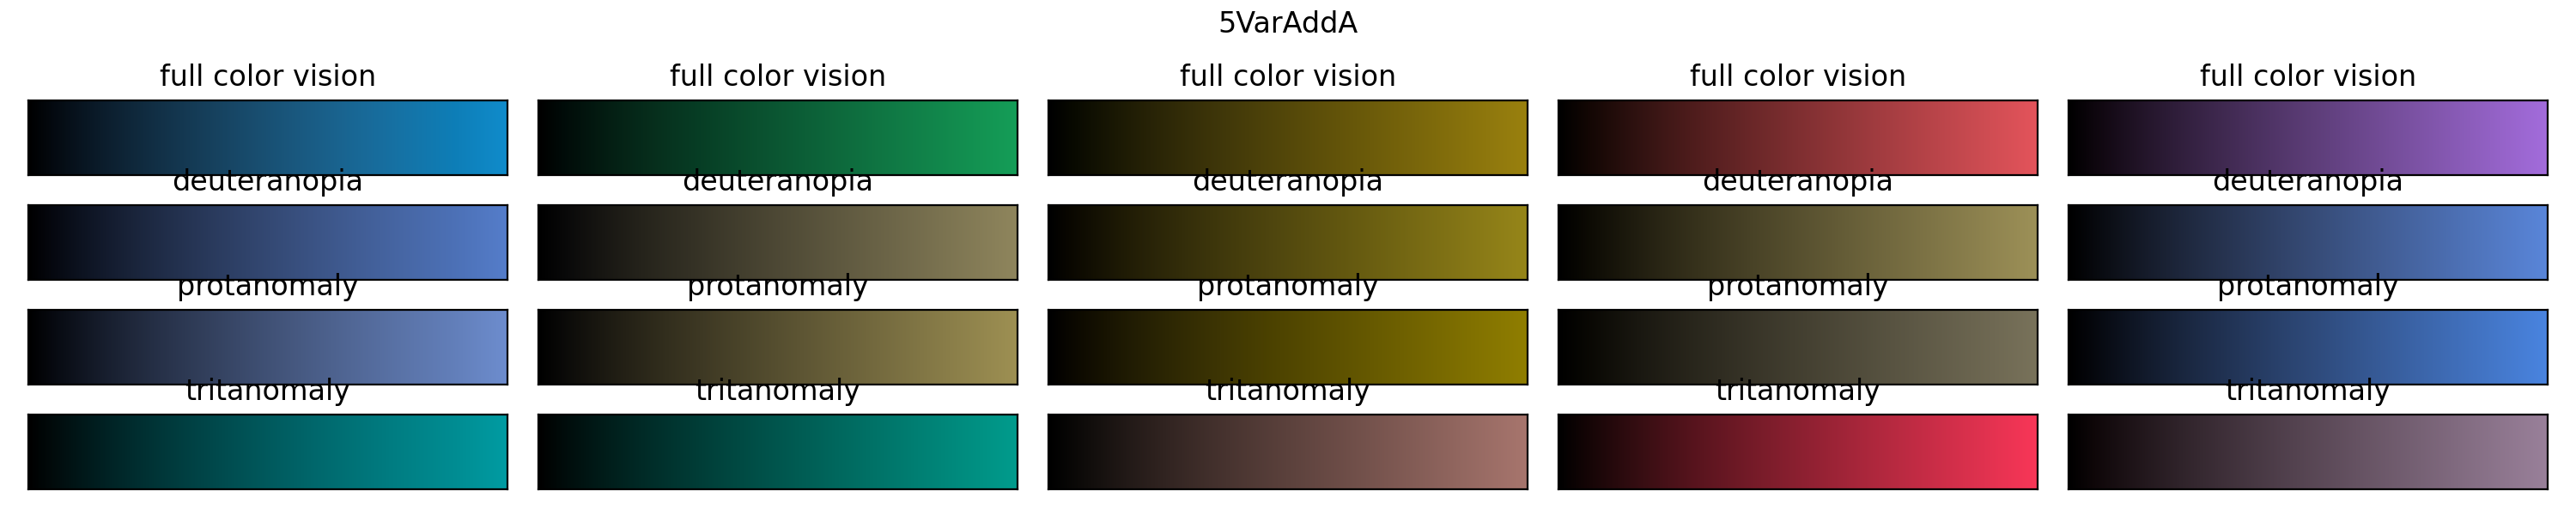 5VarAddA
full color vision full color vision full color vision full color vision full color vision
deuteranopia deuteranopia deuteranopia deuteranopia deuteranopia
protanomaly protanomaly protanomaly protanomaly protanomaly
tritanomaly tritanomaly tritanomaly tritanomaly tritanomaly